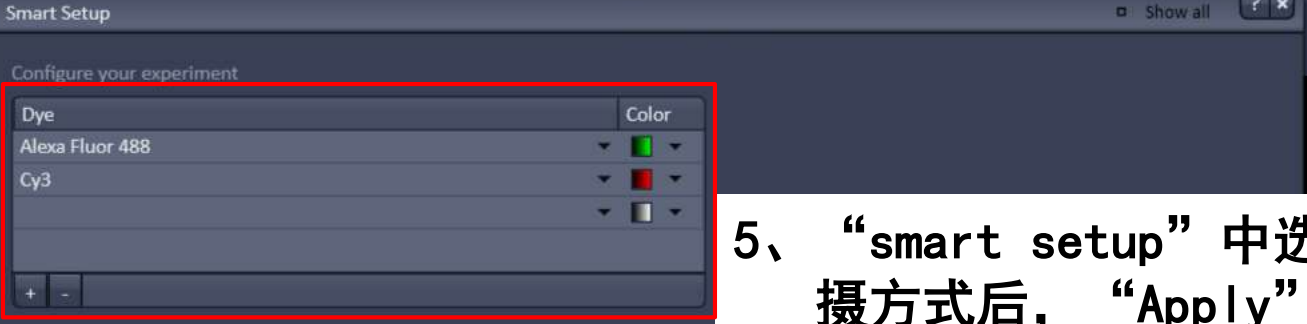 Smart Setup
Show all ? ×
Configure your experiment
Dye Color
Alexa Fluor 488
Cy3
+ -
5、“smart setup”中选
摄方式后，“Apply”